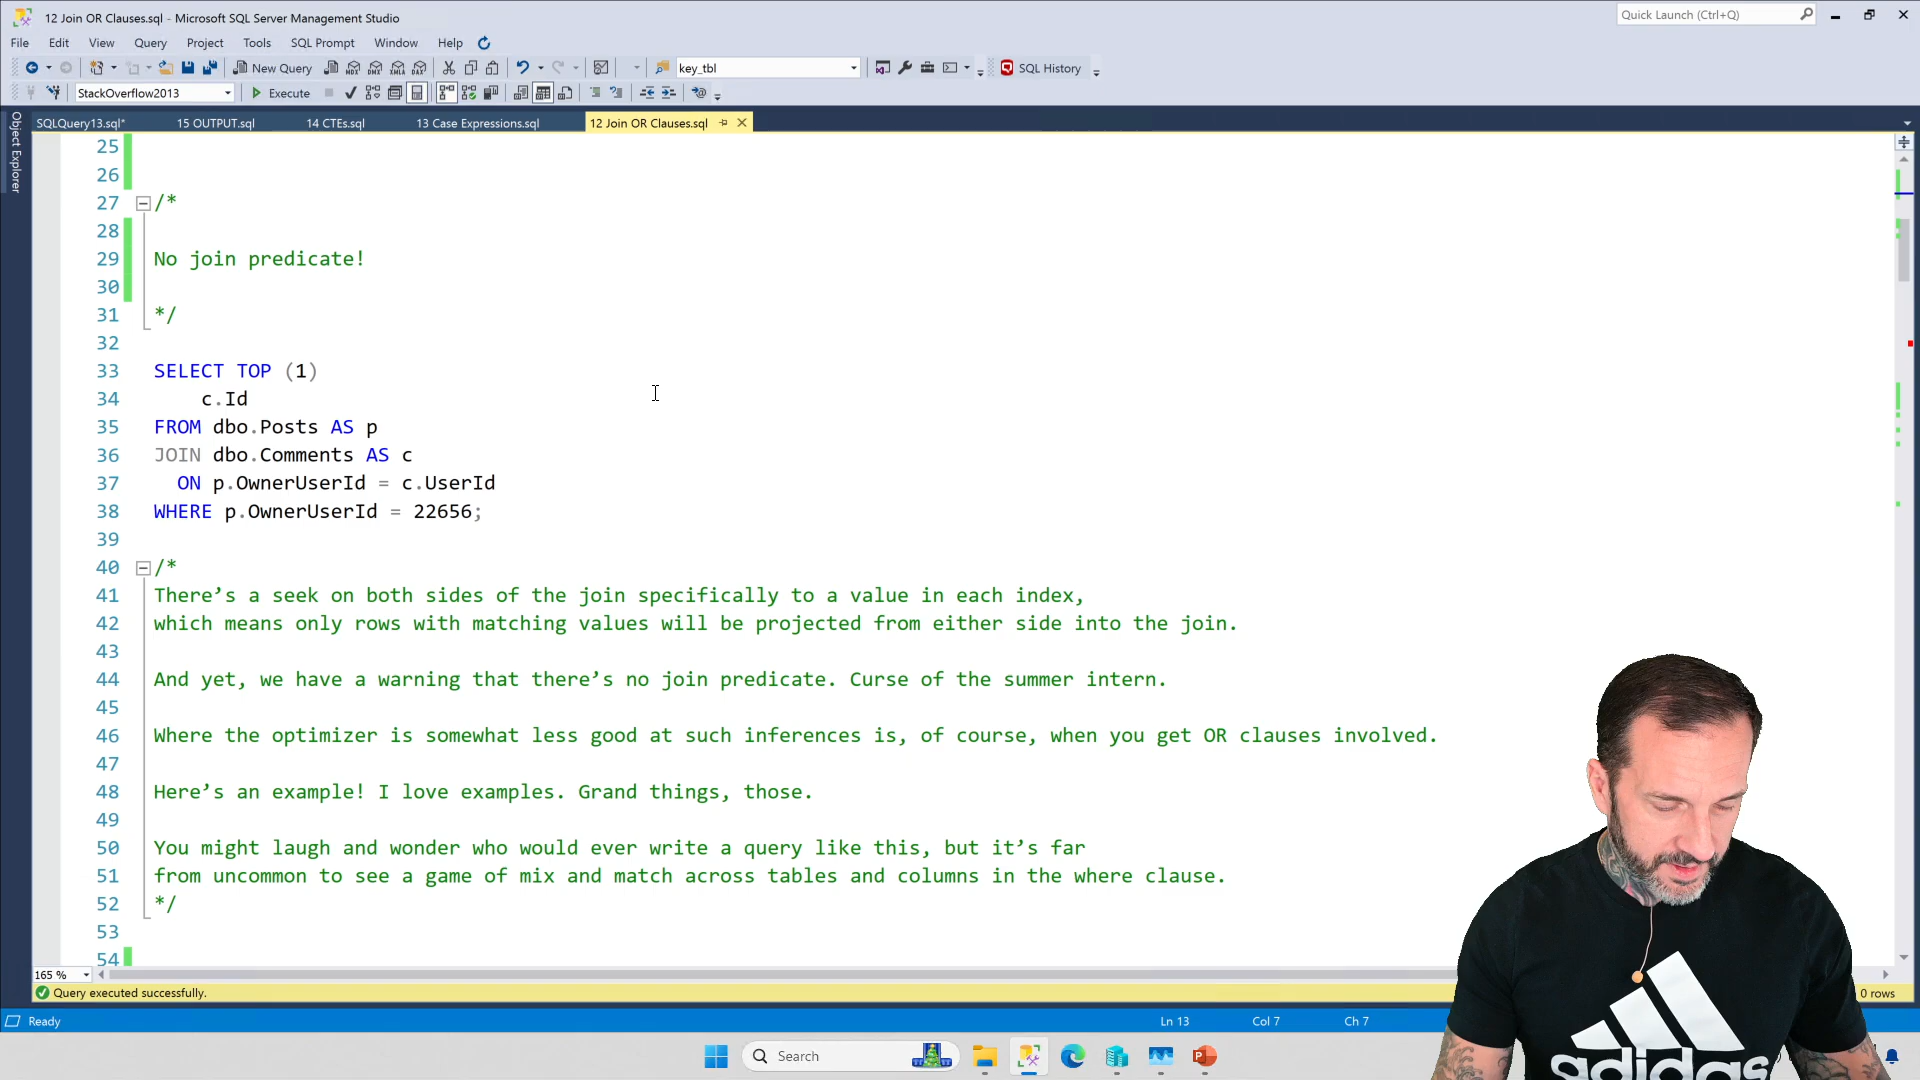 12 Join OR Clauses.sql - Microsoft SQL Server Management Studio
Quick Launch (Ctrl+Q)
File Edit View Query Project Tools SQL Prompt Window Help
New Query
MDX DMX XMLA DAX
key_tbl
SQL History
StackOverflow2013
Execute
SQLQuery13.sql* 15 OUTPUT.sql 14 CTEs.sql 13 Case Expressions.sql 12 Join OR Clauses.sql
Object Explorer
25
26
27 /*
28
29 No join predicate!
30
31 */
32
33 SELECT TOP (1)
34 c.Id
35 FROM dbo.Posts AS p
36 JOIN dbo.Comments AS c
37 ON p.OwnerUserId = c.UserId
38 WHERE p.OwnerUserId = 22656;
39
40 /*
41 There’s a seek on both sides of the join specifically to a value in each index,
42 which means only rows with matching values will be projected from either side into the join.
43
44 And yet, we have a warning that there’s no join predicate. Curse of the summer intern.
45
46 Where the optimizer is somewhat less good at such inferences is, of course, when you get OR clauses involved.
47
48 Here’s an example! I love examples. Grand things, those.
49
50 You might laugh and wonder who would ever write a query like this, but it’s far
51 from uncommon to see a game of mix and match across tables and columns in the where clause.
52 */
53
54
165 %
Query executed successfully.
0 rows
Ready
Ln 13 Col 7 Ch 7
Search
adidas